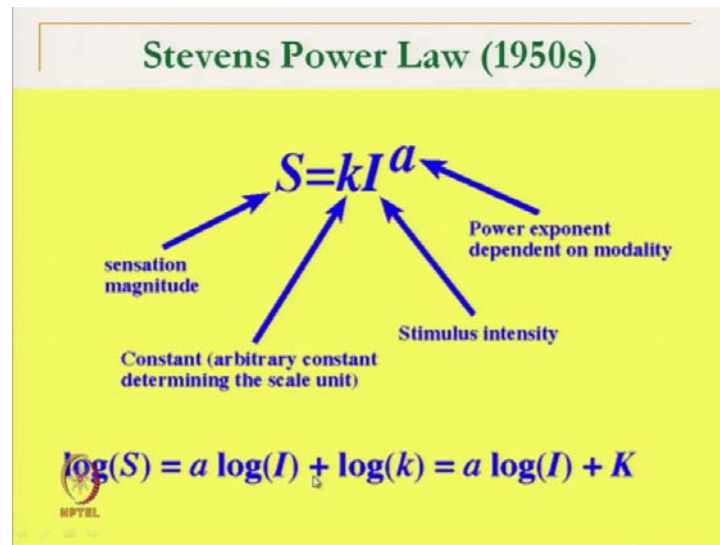 Stevens Power Law (1950s)
S=kI^a
Power exponent
dependent on modality
sensation
magnitude
Stimulus intensity
Constant (arbitrary constant
determining the scale unit)
log(S) = a log(I) + log(k) = a log(I) + K
NPTEL